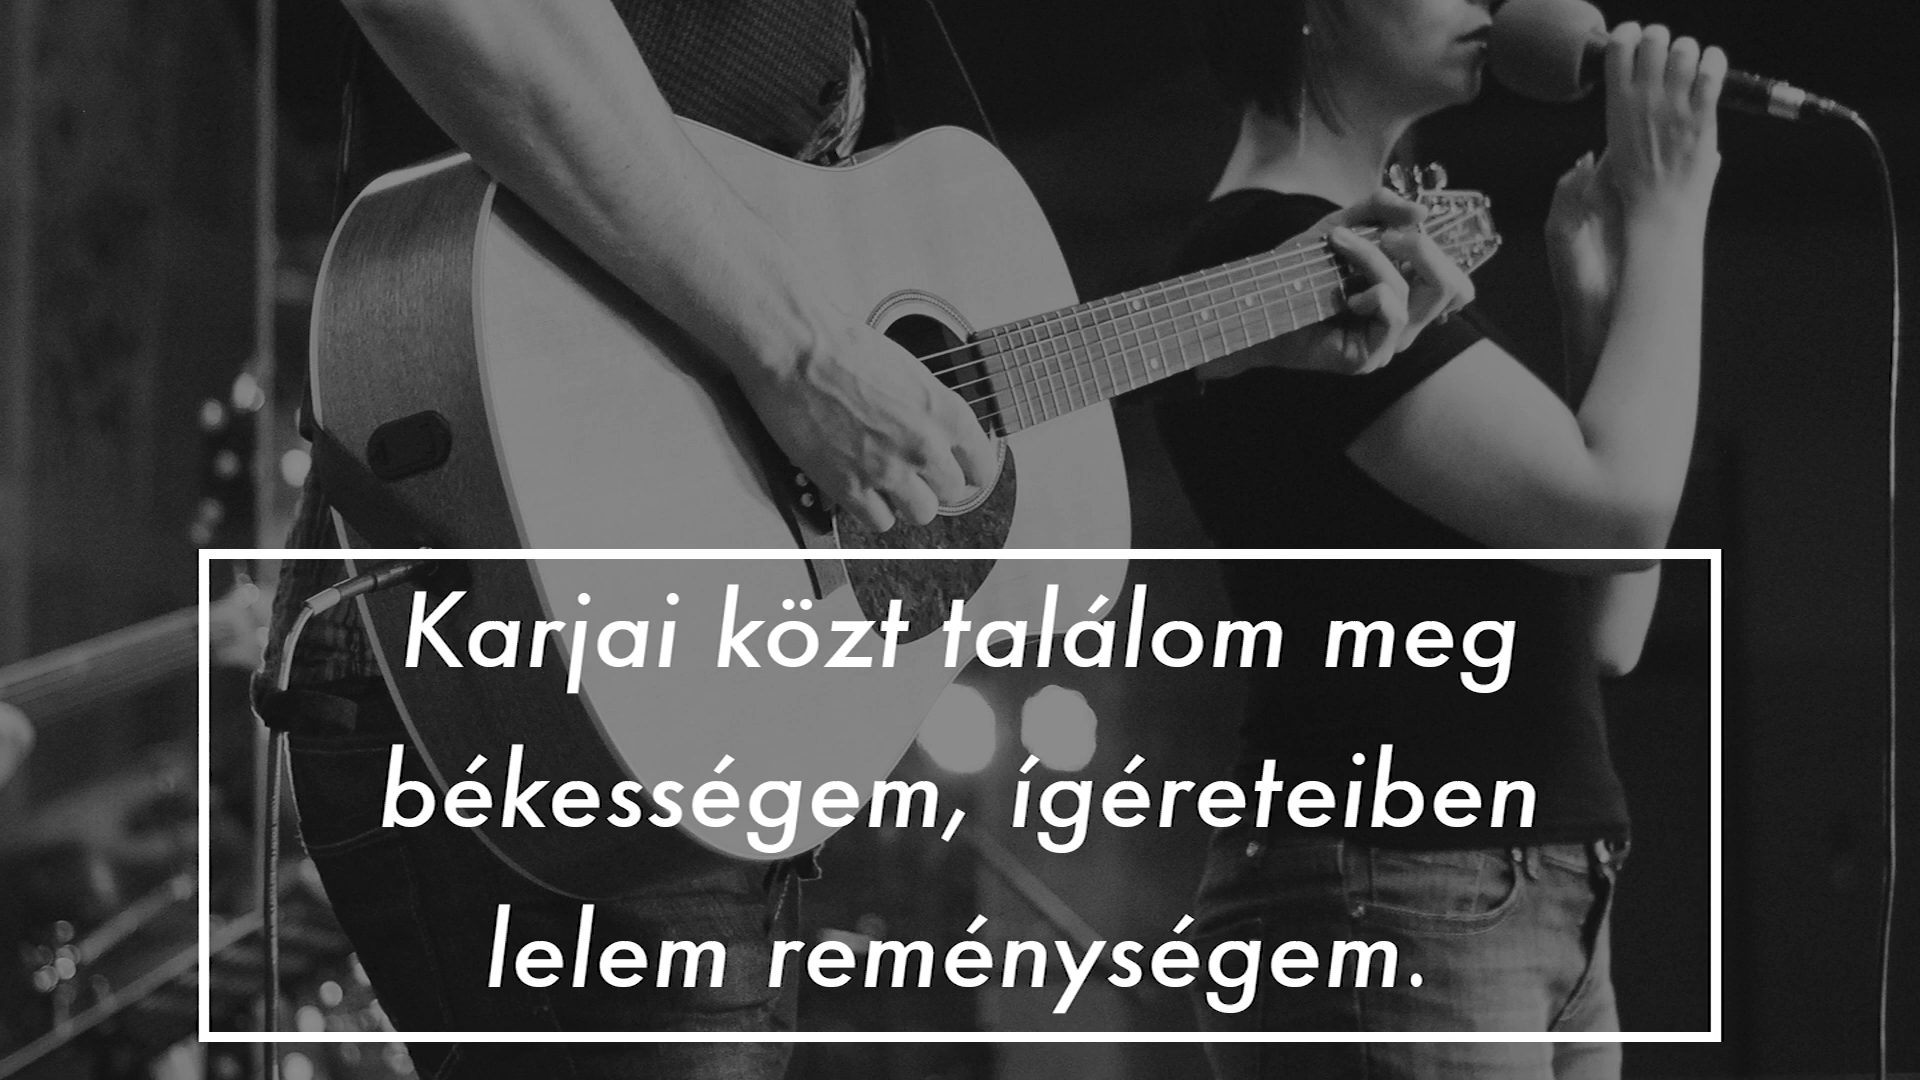 Karjai közt találom meg
békességem, ígéreteiben
lelem reménységem.